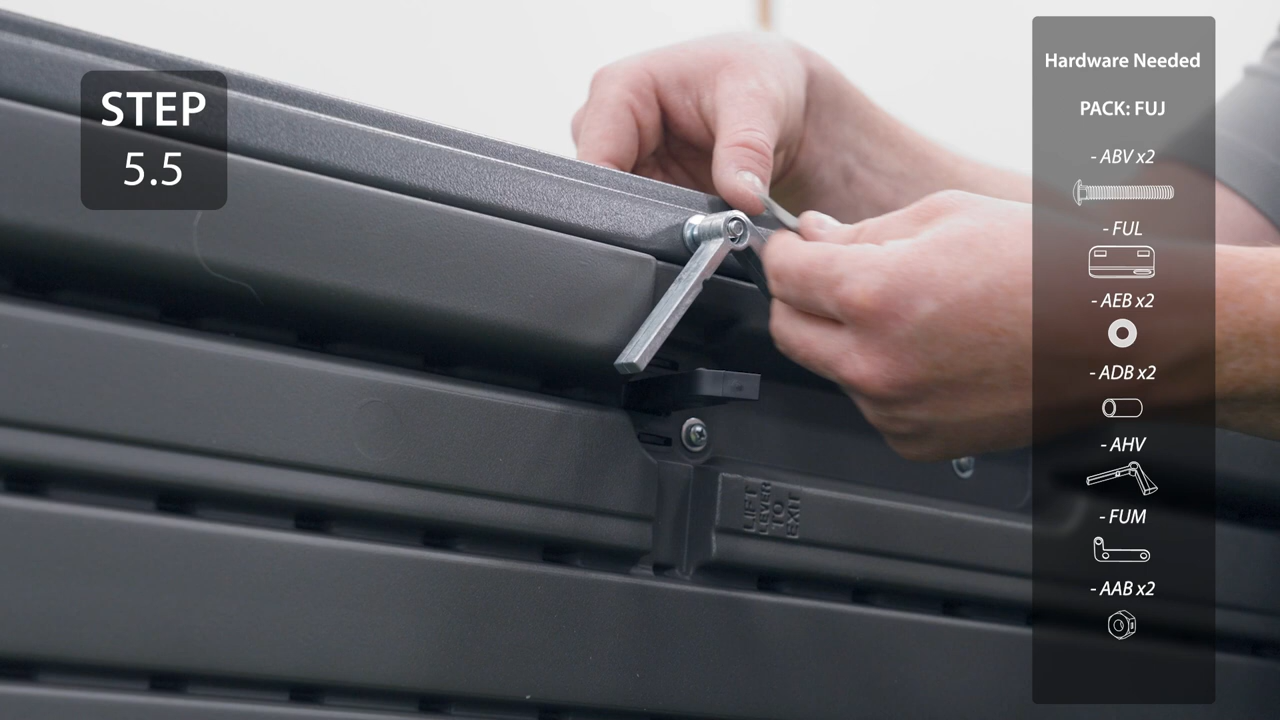 STEP
5.5
Hardware Needed
PACK: FUJ
- ABV x2
- FUL
- AEB x2
- ADB x2
- AHV
- FUM
- AAB x2
LIFT
LEVER
TO
EXIT